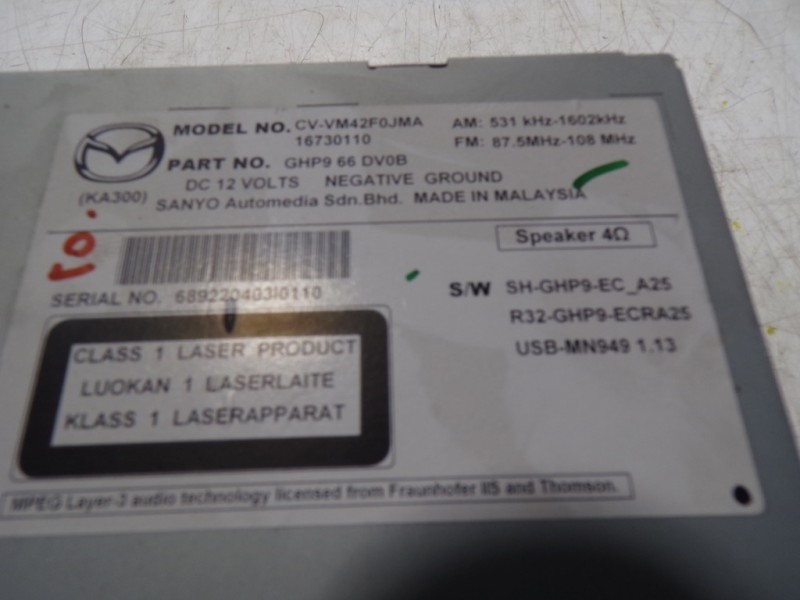 MODEL NO. CV-VM42F0JMA AM: 531 kHz-1602kHz
16730110 FM: 87.5MHz-108 MHz
PART NO. GHP9 66 DV0B
DC 12 VOLTS NEGATIVE GROUND
(KA300) SANYO Automedia Sdn.Bhd. MADE IN MALAYSIA
Speaker 4Ω
SERIAL NO. 68922040310110
S/W SH-GHP9-EC_A25
R32-GHP9-ECRA25
USB-MN949 1.13
CLASS 1 LASER PRODUCT
LUOKAN 1 LASERLAITE
KLASS 1 LASERAPPARAT
MPEG Layer-3 audio technology licensed from Fraunhofer IIS and Thomson.